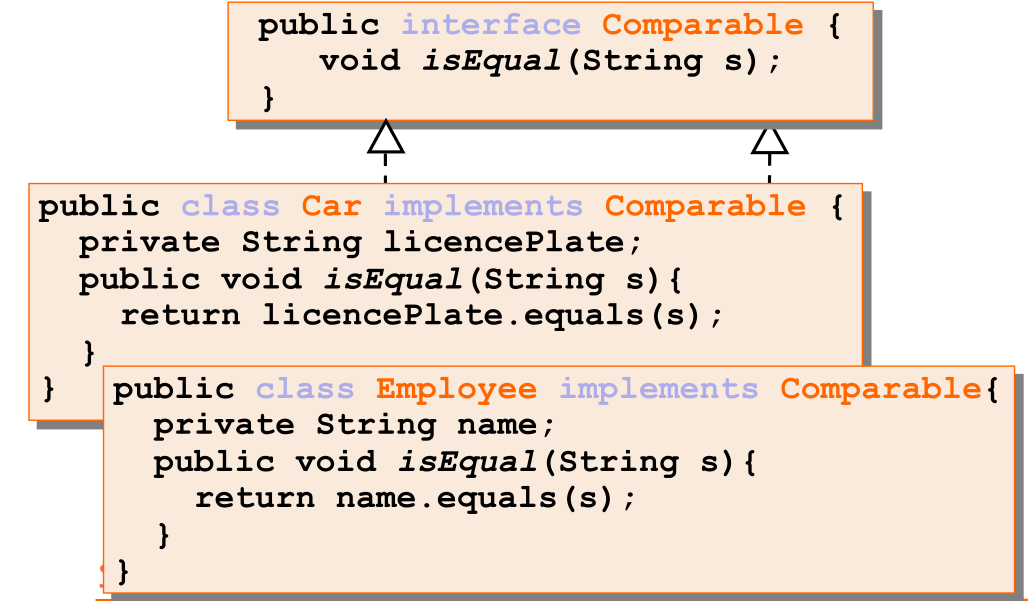 public interface Comparable {
void isEqual(String s);
}
public class Car implements Comparable {
private String licencePlate;
public void isEqual(String s){
return licencePlate.equals(s);
}
}
public class Employee implements Comparable{
private String name;
public void isEqual(String s){
return name.equals(s);
}
}